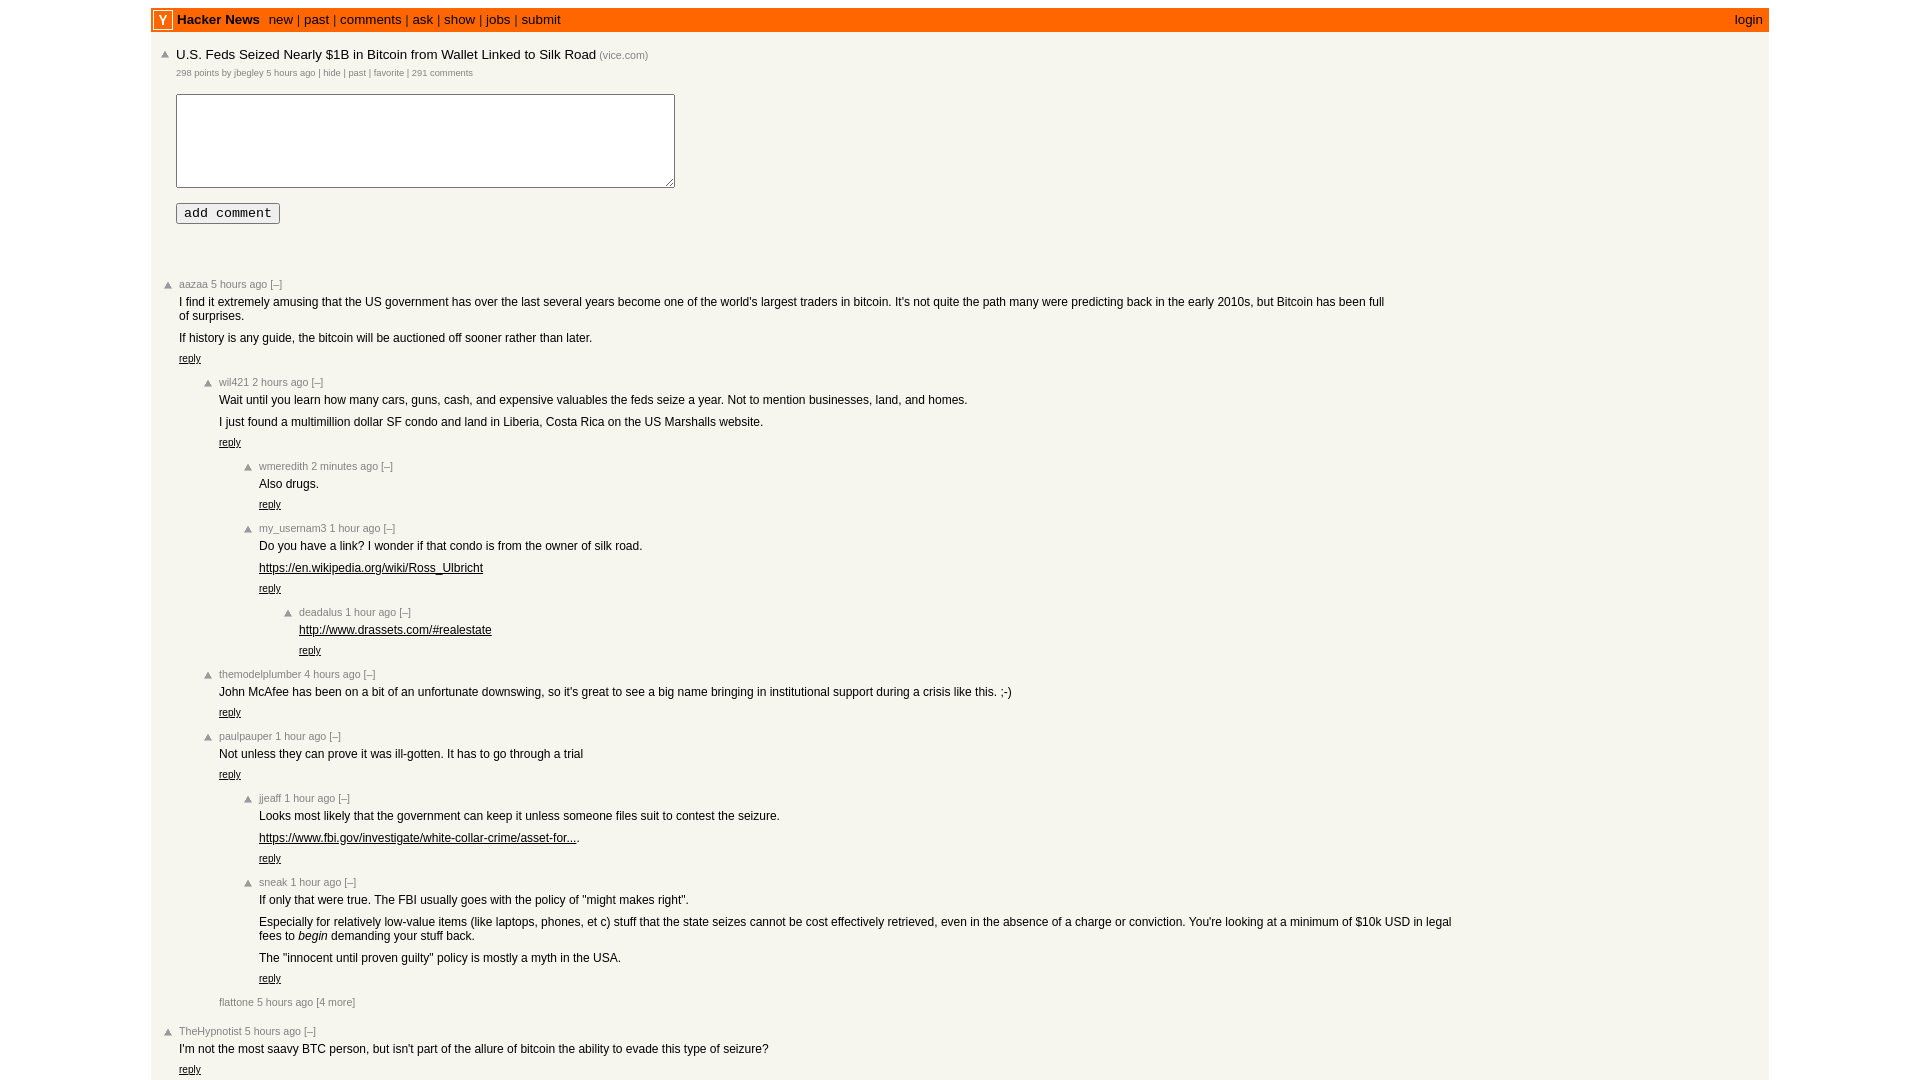 Y Hacker News new | past | comments | ask | show | jobs | submit login
U.S. Feds Seized Nearly $1B in Bitcoin from Wallet Linked to Silk Road (vice.com)
298 points by jbegley 5 hours ago | hide | past | favorite | 291 comments
add comment
aazaa 5 hours ago [–]
I find it extremely amusing that the US government has over the last several years become one of the world's largest traders in bitcoin. It's not quite the path many were predicting back in the early 2010s, but Bitcoin has been full
of surprises.
If history is any guide, the bitcoin will be auctioned off sooner rather than later.
reply
wil421 2 hours ago [–]
Wait until you learn how many cars, guns, cash, and expensive valuables the feds seize a year. Not to mention businesses, land, and homes.
I just found a multimillion dollar SF condo and land in Liberia, Costa Rica on the US Marshalls website.
reply
wmeredith 2 minutes ago [–]
Also drugs.
reply
my_usernam3 1 hour ago [–]
Do you have a link? I wonder if that condo is from the owner of silk road.
https://en.wikipedia.org/wiki/Ross_Ulbricht
reply
deadalus 1 hour ago [–]
http://www.drassets.com/#realestate
reply
themodelplumber 4 hours ago [–]
John McAfee has been on a bit of an unfortunate downswing, so it's great to see a big name bringing in institutional support during a crisis like this. ;-)
reply
paulpauper 1 hour ago [–]
Not unless they can prove it was ill-gotten. It has to go through a trial
reply
jjeaff 1 hour ago [–]
Looks most likely that the government can keep it unless someone files suit to contest the seizure.
https://www.fbi.gov/investigate/white-collar-crime/asset-for....
reply
sneak 1 hour ago [–]
If only that were true. The FBI usually goes with the policy of "might makes right".
Especially for relatively low-value items (like laptops, phones, et c) stuff that the state seizes cannot be cost effectively retrieved, even in the absence of a charge or conviction. You're looking at a minimum of $10k USD in legal
fees to begin demanding your stuff back.
The "innocent until proven guilty" policy is mostly a myth in the USA.
reply
flattone 5 hours ago [4 more]
TheHypnotist 5 hours ago [–]
I'm not the most saavy BTC person, but isn't part of the allure of bitcoin the ability to evade this type of seizure?
reply